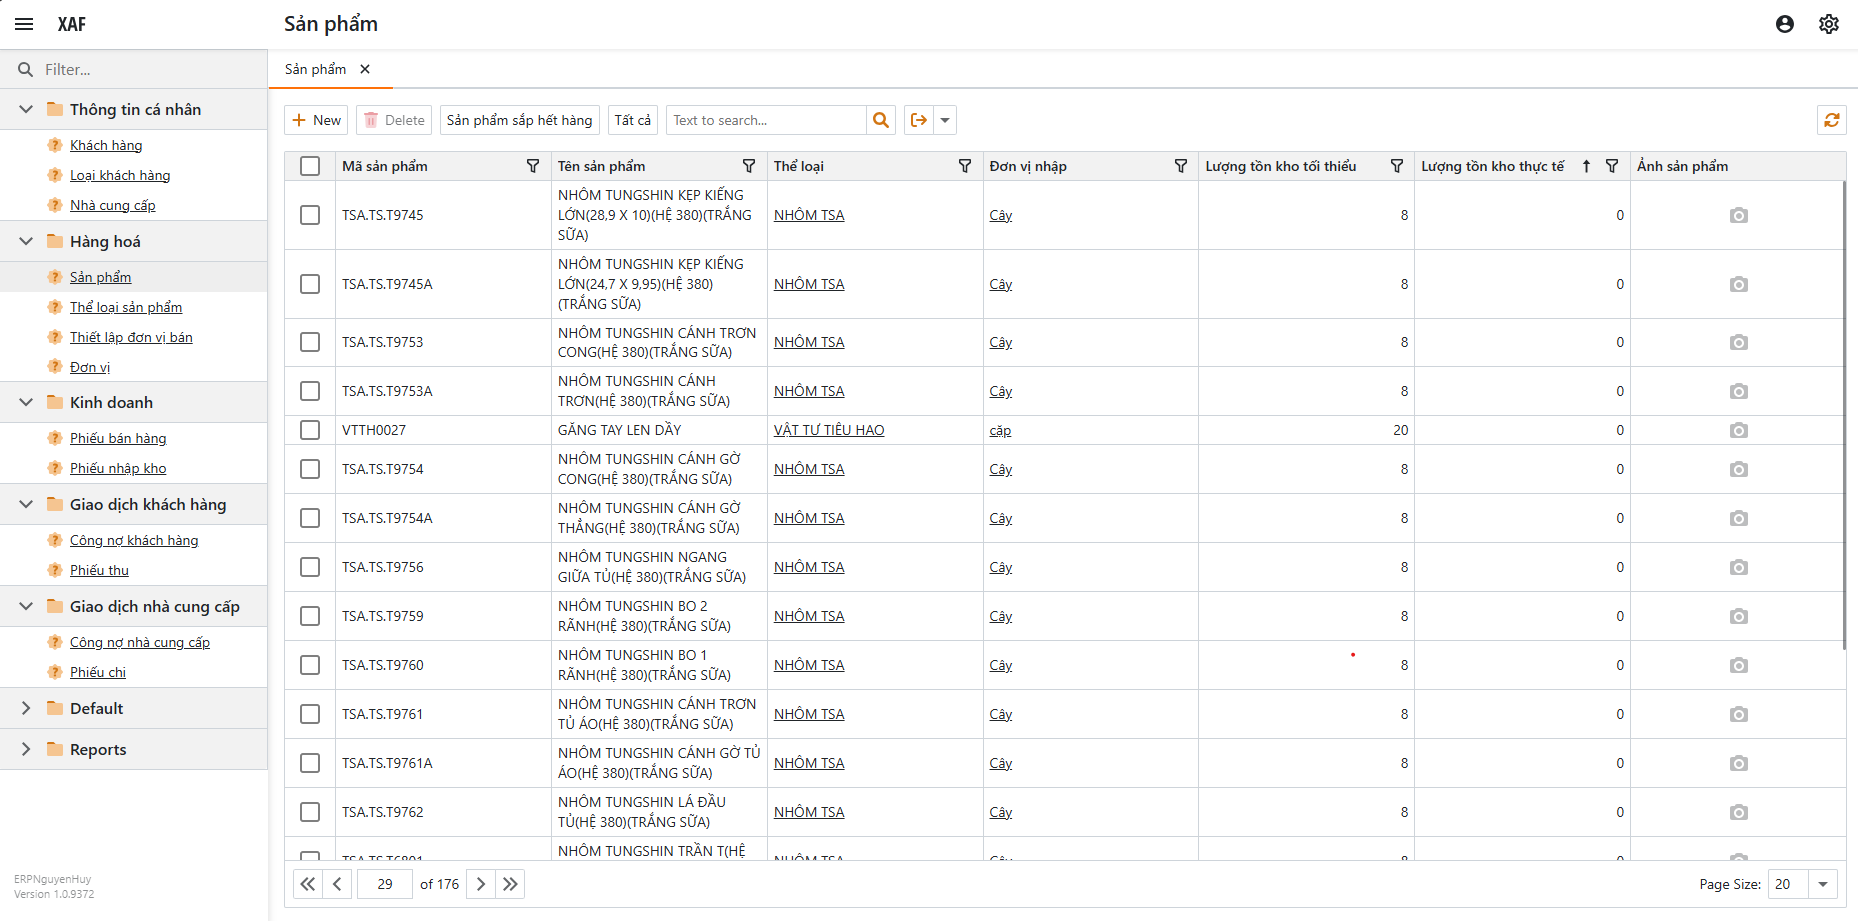 XAF
Sản phẩm
Filter...
Thông tin cá nhân
Khách hàng
Loại khách hàng
Nhà cung cấp
Hàng hoá
Sản phẩm
Thể loại sản phẩm
Thiết lập đơn vị bán
Đơn vị
Kinh doanh
Phiếu bán hàng
Phiếu nhập kho
Giao dịch khách hàng
Công nợ khách hàng
Phiếu thu
Giao dịch nhà cung cấp
Công nợ nhà cung cấp
Phiếu chi
Default
Reports
ERPNguyenHuy
Version 1.0.9372
Sản phẩm
New Delete Sản phẩm sắp hết hàng Tất cả Text to search...
Mã sản phẩm Tên sản phẩm Thể loại Đơn vị nhập Lượng tồn kho tối thiểu Lượng tồn kho thực tế Ảnh sản phẩm
TSA.TS.T9745 NHÔM TUNGSHIN KẸP KIẾNG
LỚN(28,9 X 10)(HỆ 380)(TRẮNG
SỮA) NHÔM TSA Cây 8 0
TSA.TS.T9745A NHÔM TUNGSHIN KẸP KIẾNG
LỚN(24,7 X 9,95)(HỆ 380)
(TRẮNG SỮA) NHÔM TSA Cây 8 0
TSA.TS.T9753 NHÔM TUNGSHIN CÁNH TRƠN
CONG(HỆ 380)(TRẮNG SỮA) NHÔM TSA Cây 8 0
TSA.TS.T9753A NHÔM TUNGSHIN CÁNH
TRƠN(HỆ 380)(TRẮNG SỮA) NHÔM TSA Cây 8 0
VTTH0027 GĂNG TAY LEN DẦY VẬT TƯ TIÊU HAO cặp 20 0
TSA.TS.T9754 NHÔM TUNGSHIN CÁNH GỜ
CONG(HỆ 380)(TRẮNG SỮA) NHÔM TSA Cây 8 0
TSA.TS.T9754A NHÔM TUNGSHIN CÁNH GỜ
THẲNG(HỆ 380)(TRẮNG SỮA) NHÔM TSA Cây 8 0
TSA.TS.T9756 NHÔM TUNGSHIN NGANG
GIỮA TỦ(HỆ 380)(TRẮNG SỮA) NHÔM TSA Cây 8 0
TSA.TS.T9759 NHÔM TUNGSHIN BO 2
RÃNH(HỆ 380)(TRẮNG SỮA) NHÔM TSA Cây 8 0
TSA.TS.T9760 NHÔM TUNGSHIN BO 1
RÃNH(HỆ 380)(TRẮNG SỮA) NHÔM TSA Cây 8 0
TSA.TS.T9761 NHÔM TUNGSHIN CÁNH TRƠN
TỦ ÁO(HỆ 380)(TRẮNG SỮA) NHÔM TSA Cây 8 0
TSA.TS.T9761A NHÔM TUNGSHIN CÁNH GỜ TỦ
ÁO(HỆ 380)(TRẮNG SỮA) NHÔM TSA Cây 8 0
TSA.TS.T9762 NHÔM TUNGSHIN LÁ ĐẦU
TỦ(HỆ 380)(TRẮNG SỮA) NHÔM TSA Cây 8 0
NHÔM TUNGSHIN TRẦN T(HỆ
29 of 176 Page Size: 20